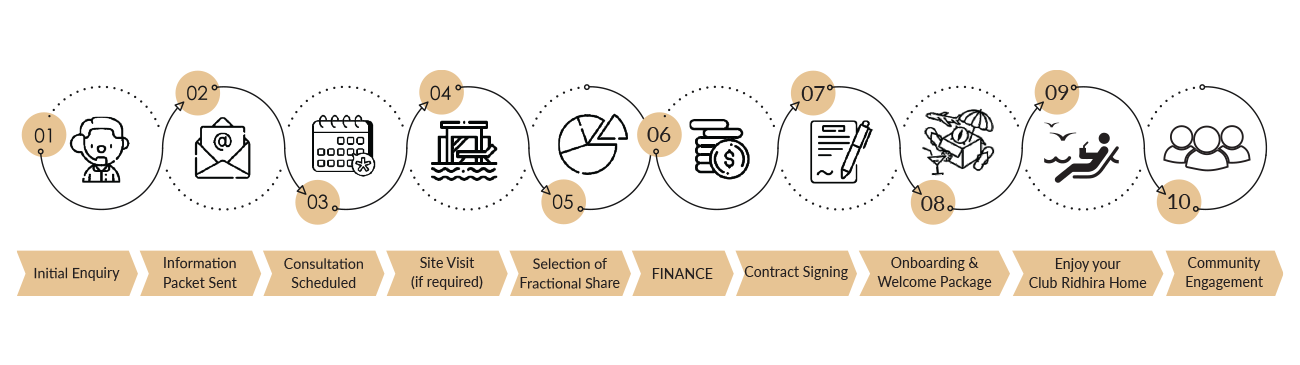 01
02
03
04
05
06
07
08
09
10
@
$
Initial Enquiry
Information
Packet Sent
Consultation
Scheduled
Site Visit
(if required)
Selection of
Fractional Share
FINANCE
Contract Signing
Onboarding &
Welcome Package
Enjoy your
Club Ridhira Home
Community
Engagement